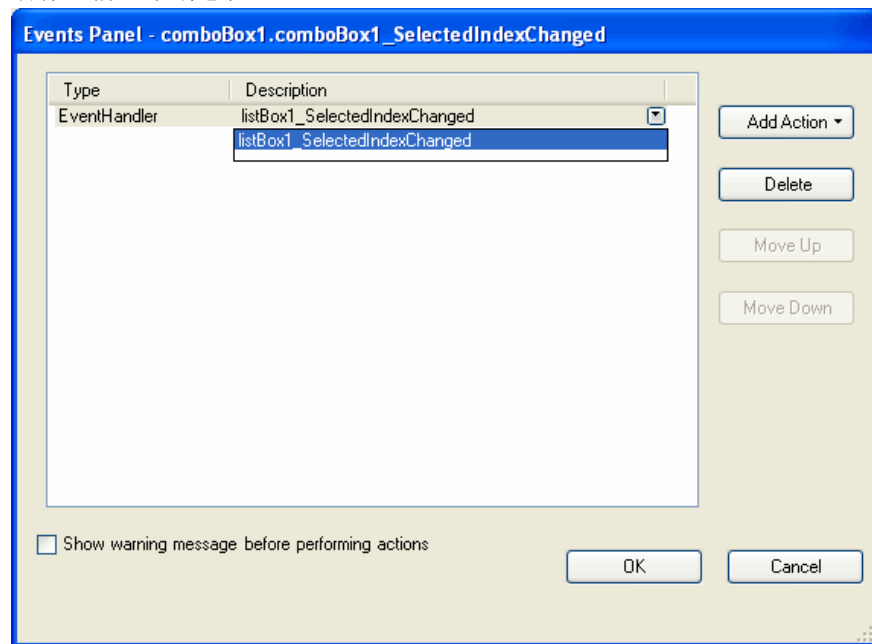 Events Panel - comboBox1.comboBox1_SelectedIndexChanged
Type Description
EventHandler listBox1_SelectedIndexChanged
listBox1_SelectedIndexChanged
Add Action
Delete
Move Up
Move Down
Show warning message before performing actions
OK Cancel